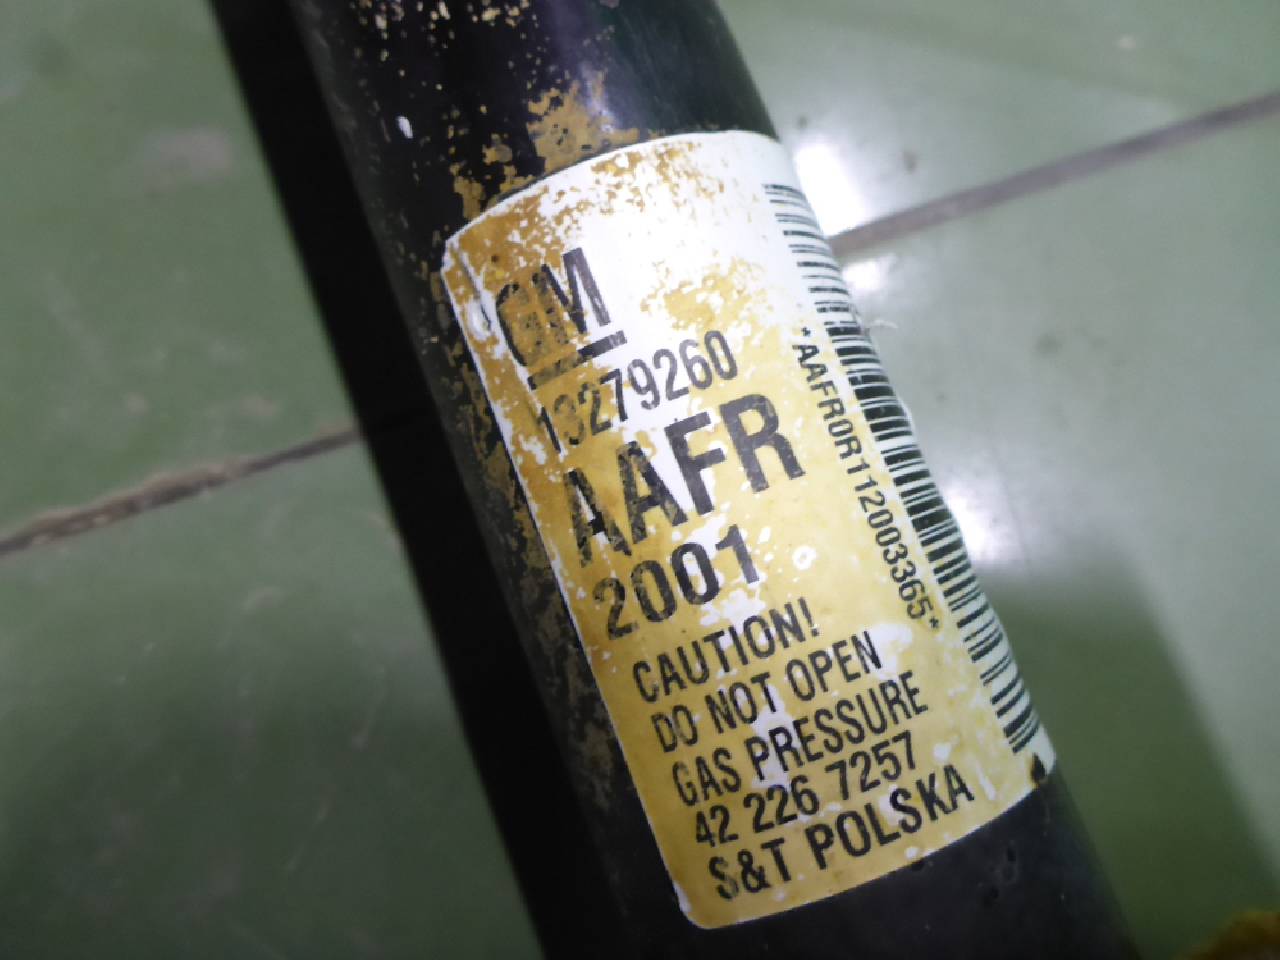 GM
13279260
AAFR
2001
CAUTION!
DO NOT OPEN
GAS PRESSURE
42 226 7257
S&T POLSKA
*AAFR0R112003365*